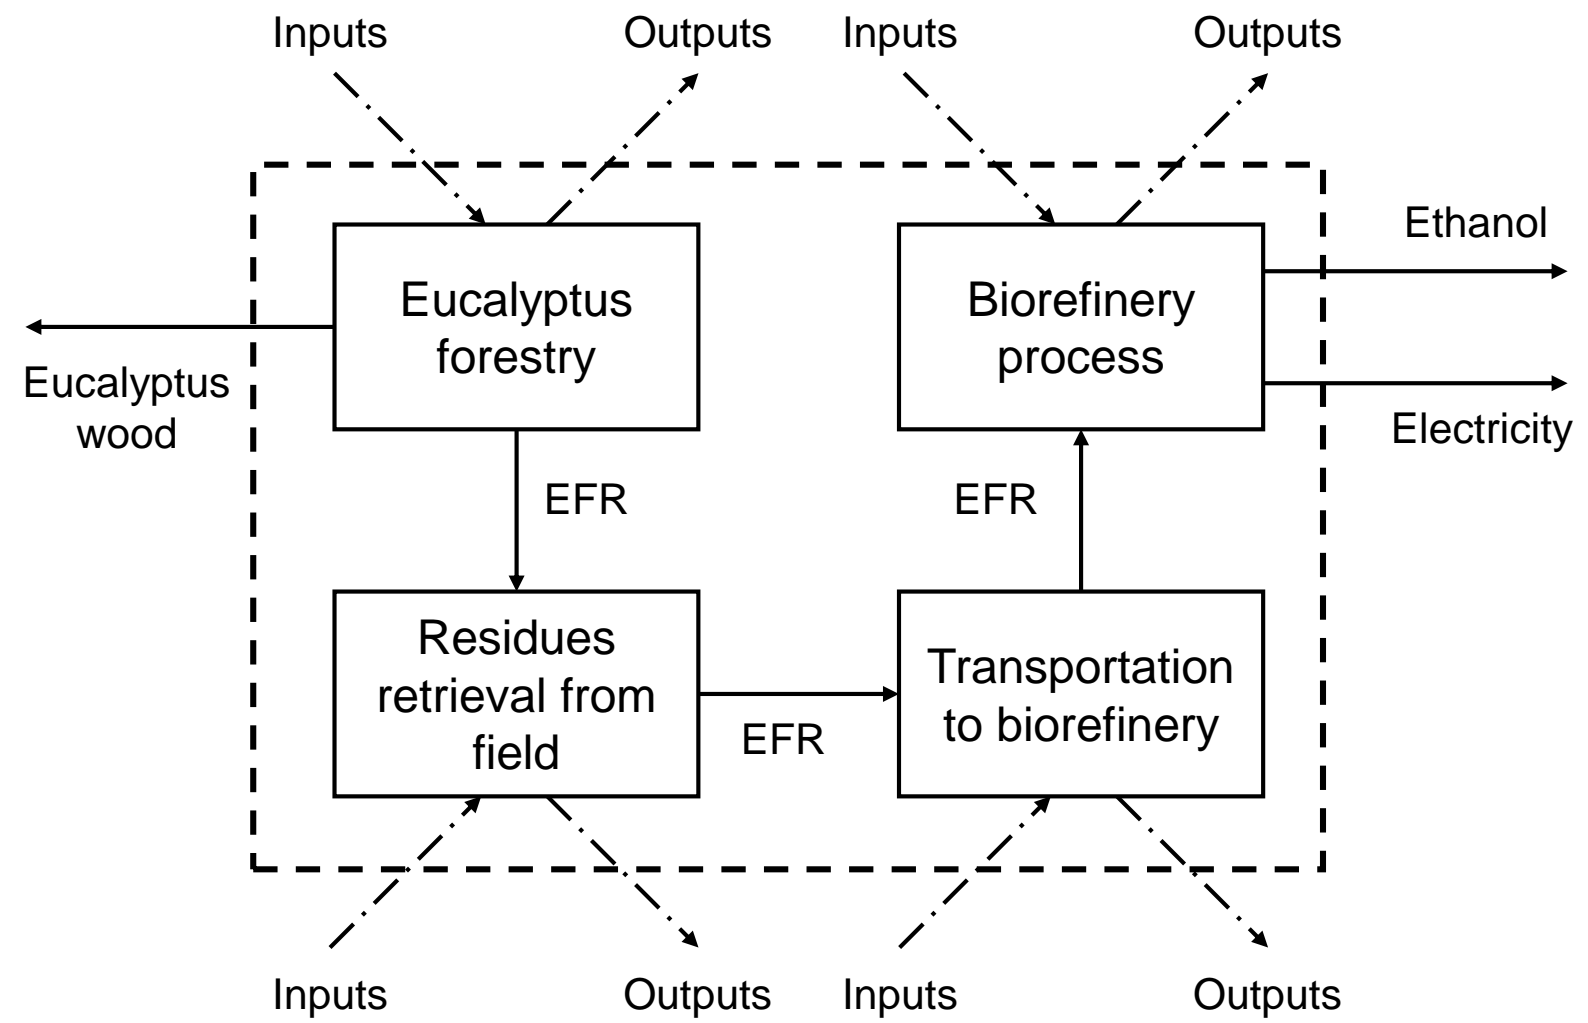 Inputs
Outputs
Inputs
Outputs
Ethanol
Eucalyptus
forestry
Biorefinery
process
Eucalyptus
wood
Electricity
EFR
EFR
Residues
retrieval from
field
Transportation
to biorefinery
EFR
Inputs
Outputs
Inputs
Outputs